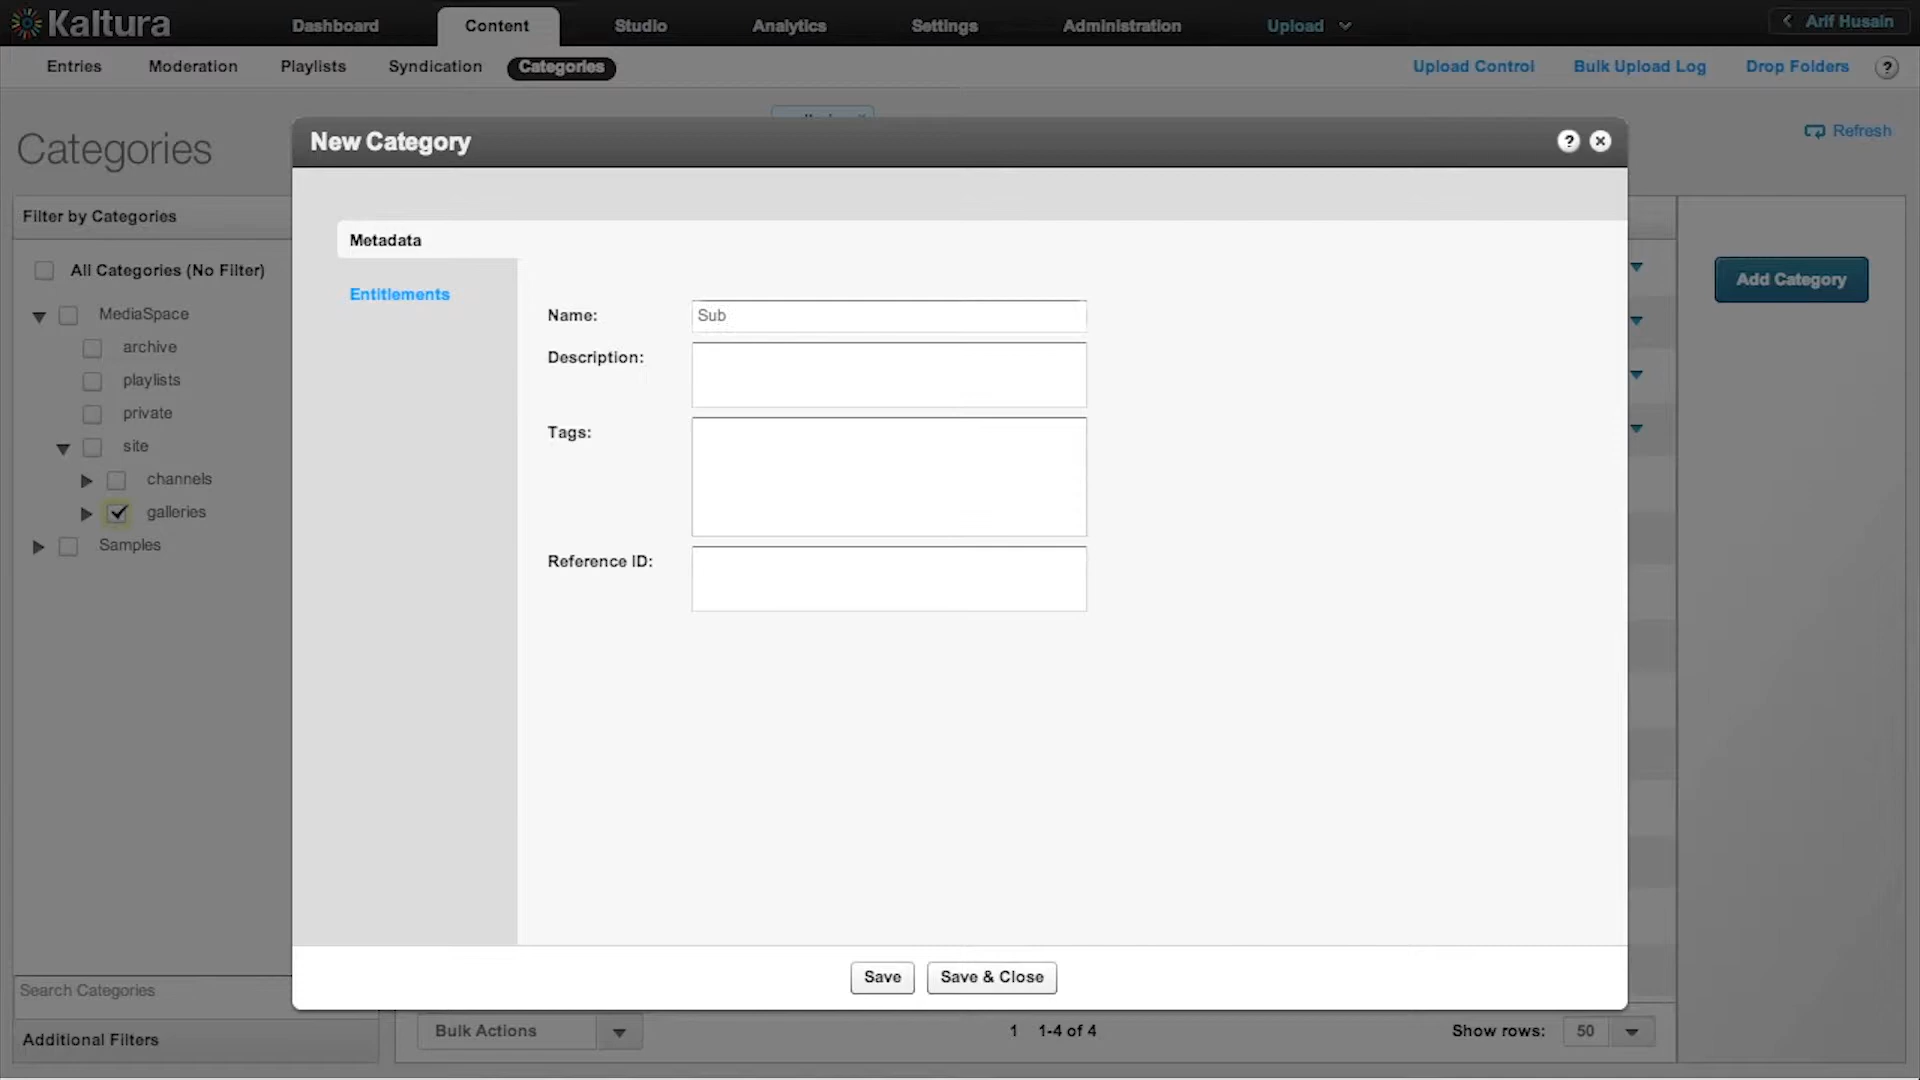 Kaltura
Dashboard
Content
Studio
Analytics
Settings
Administration
Upload
Arif Husain
Entries
Moderation
Playlists
Syndication
Categories
Upload Control
Bulk Upload Log
Drop Folders
?
Categories
Refresh
New Category
?
Filter by Categories
All Categories (No Filter)
MediaSpace
archive
playlists
private
site
channels
galleries
Samples
Search Categories
Additional Filters
Metadata
Entitlements
Name:
Sub
Description:
Tags:
Reference ID:
Save
Save & Close
Add Category
Bulk Actions
1
1-4 of 4
Show rows:
50